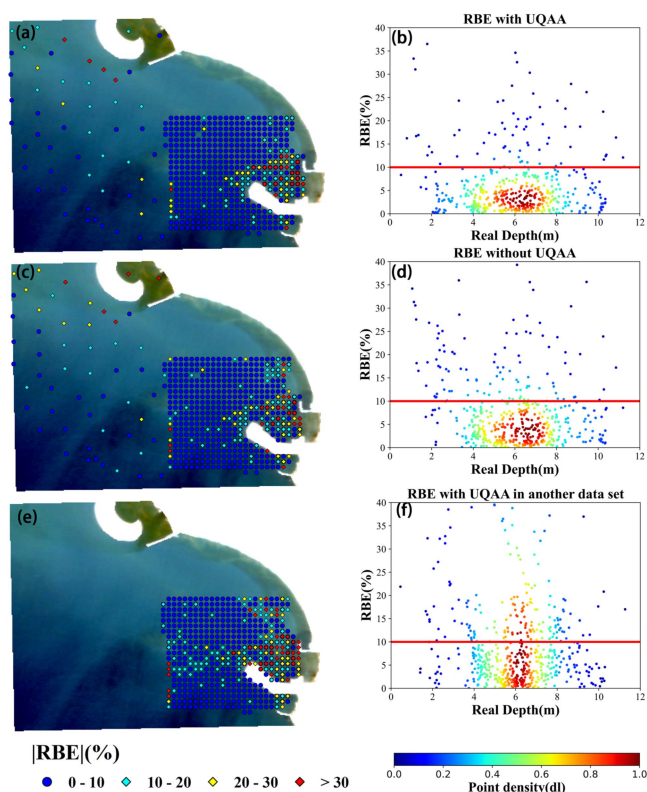 (a)
RBE with UQAA
(b)
RBE(%)
40
35
30
25
20
15
10
5
0
0 2 4 6 8 10 12
Real Depth(m)
(c)
RBE without UQAA
(d)
RBE(%)
40
35
30
25
20
15
10
5
0
0 2 4 6 8 10 12
Real Depth(m)
(e)
RBE with UQAA in another data set
(f)
RBE(%)
40
35
30
25
20
15
10
5
0
0 2 4 6 8 10 12
Real Depth(m)
|RBE|(%)
0 - 10 10 - 20 20 - 30 > 30
0.0 0.2 0.4 0.6 0.8 1.0
Point density(dl)